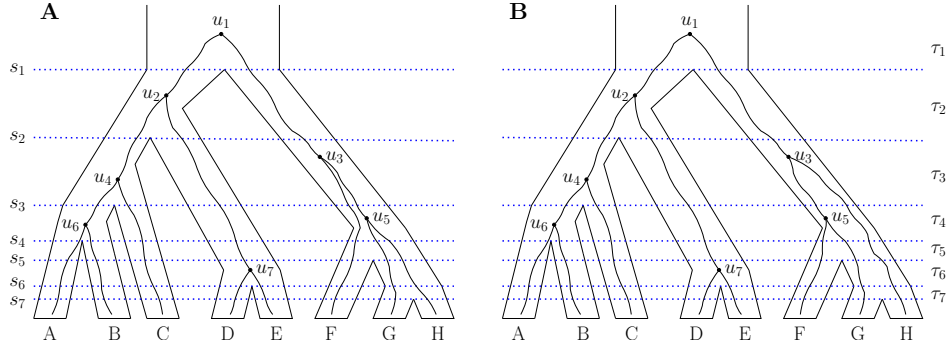 A
B
u₁
u₁
τ₁
s₁
u₂
u₂
τ₂
s₂
u₃
u₃
u₄
u₄
τ₃
s₃
u₅
u₅
τ₄
u₆
u₆
s₄
τ₅
s₅
u₇
u₇
τ₆
s₆
τ₇
s₇
A B C D E F G H
A B C D E F G H